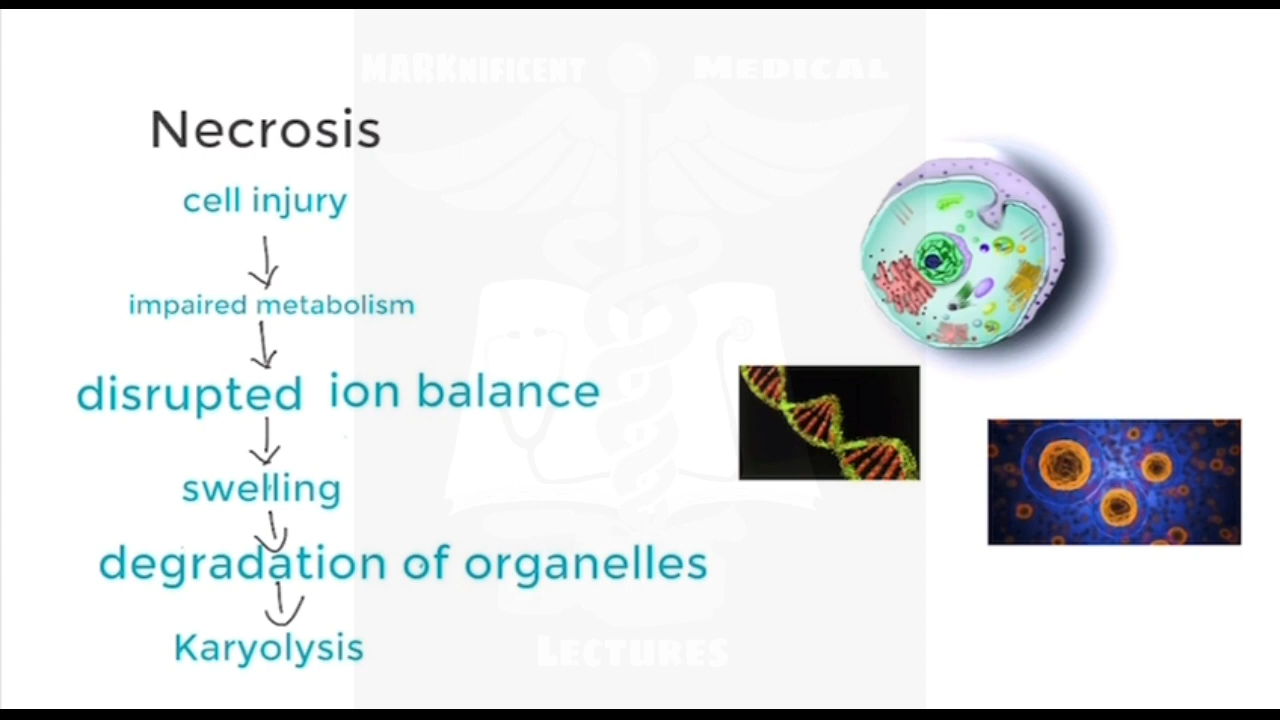 MARKNIFICENT MEDICAL
Necrosis
cell injury
impaired metabolism
disrupted ion balance
swelling
degradation of organelles
Karyolysis
LECTURES